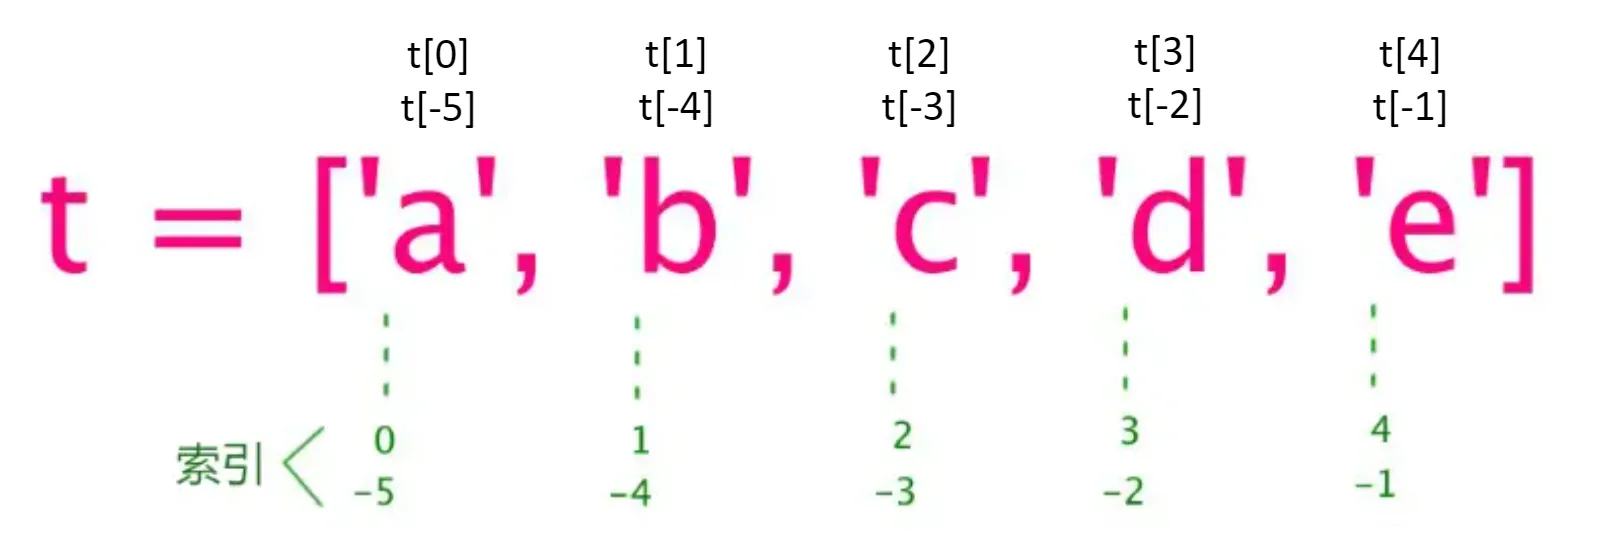 t[0] t[1] t[2] t[3] t[4]
t[-5] t[-4] t[-3] t[-2] t[-1]
t = ['a', 'b', 'c', 'd', 'e']
索引 0 1 2 3 4
-5 -4 -3 -2 -1